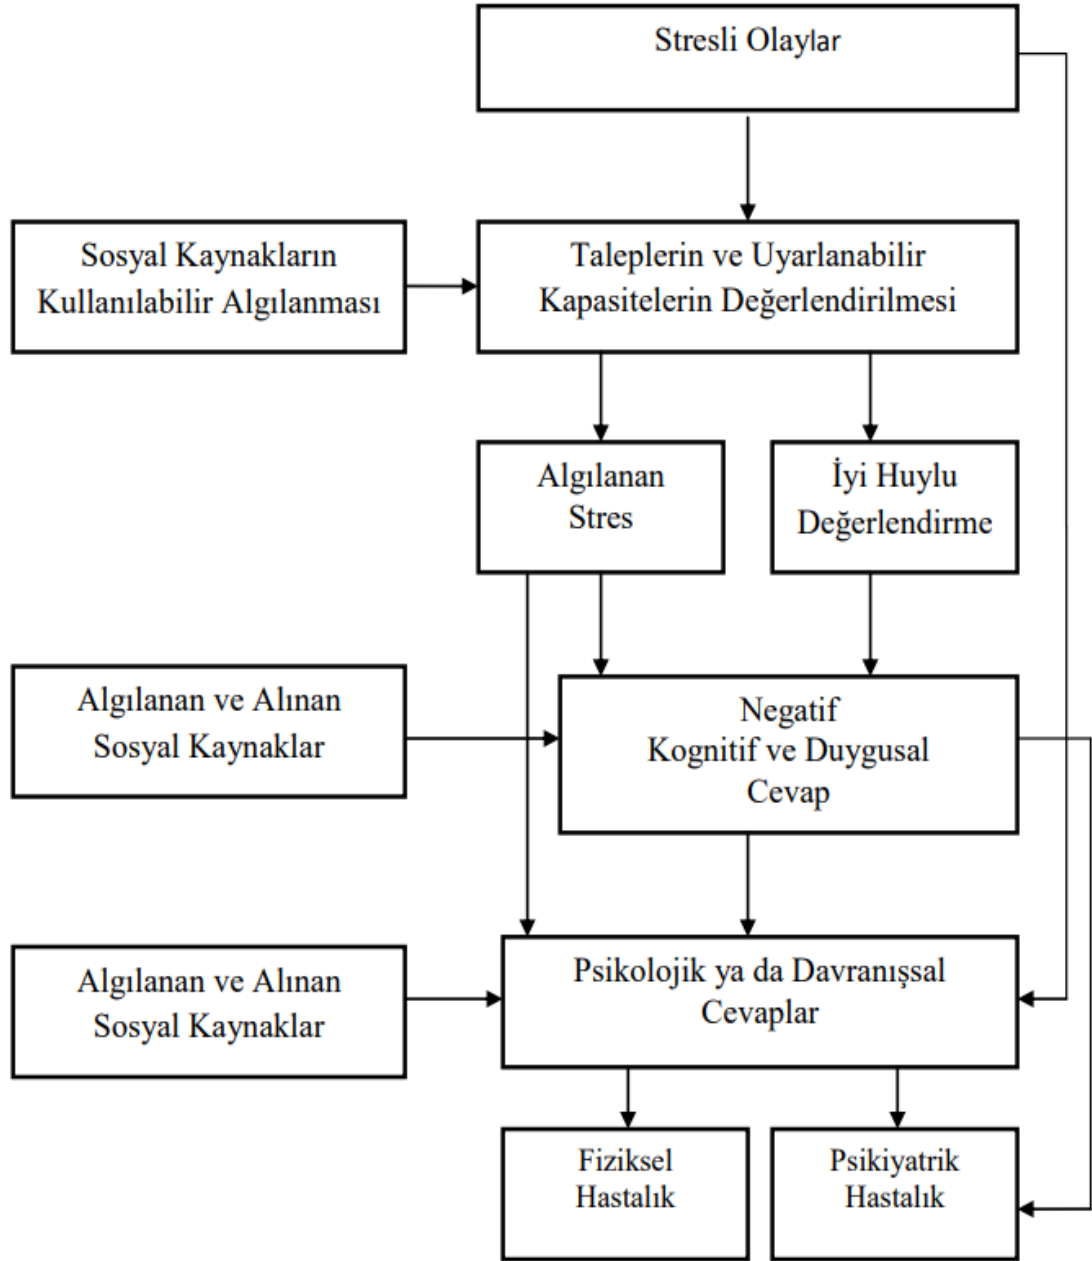 Stresli Olaylar
Sosyal Kaynakların
Kullanılabilir Algılanması
Taleplerin ve Uyarlanabilir
Kapasitelerin Değerlendirilmesi
Algılanan
Stres
İyi Huylu
Değerlendirme
Algılanan ve Alınan
Sosyal Kaynaklar
Negatif
Kognitif ve Duygusal
Cevap
Algılanan ve Alınan
Sosyal Kaynaklar
Psikolojik ya da Davranışsal
Cevaplar
Fiziksel
Hastalık
Psikiyatrik
Hastalık